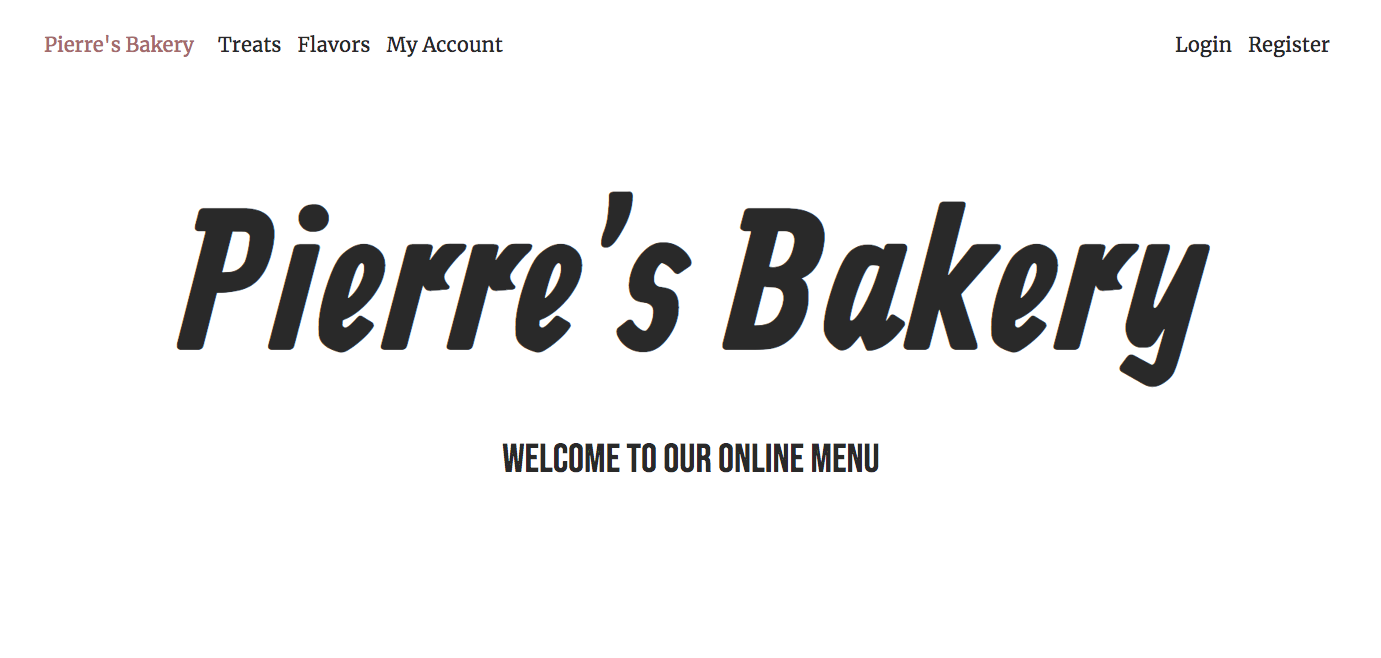 Pierre's Bakery Treats Flavors My Account Login Register
Pierre's Bakery
WELCOME TO OUR ONLINE MENU